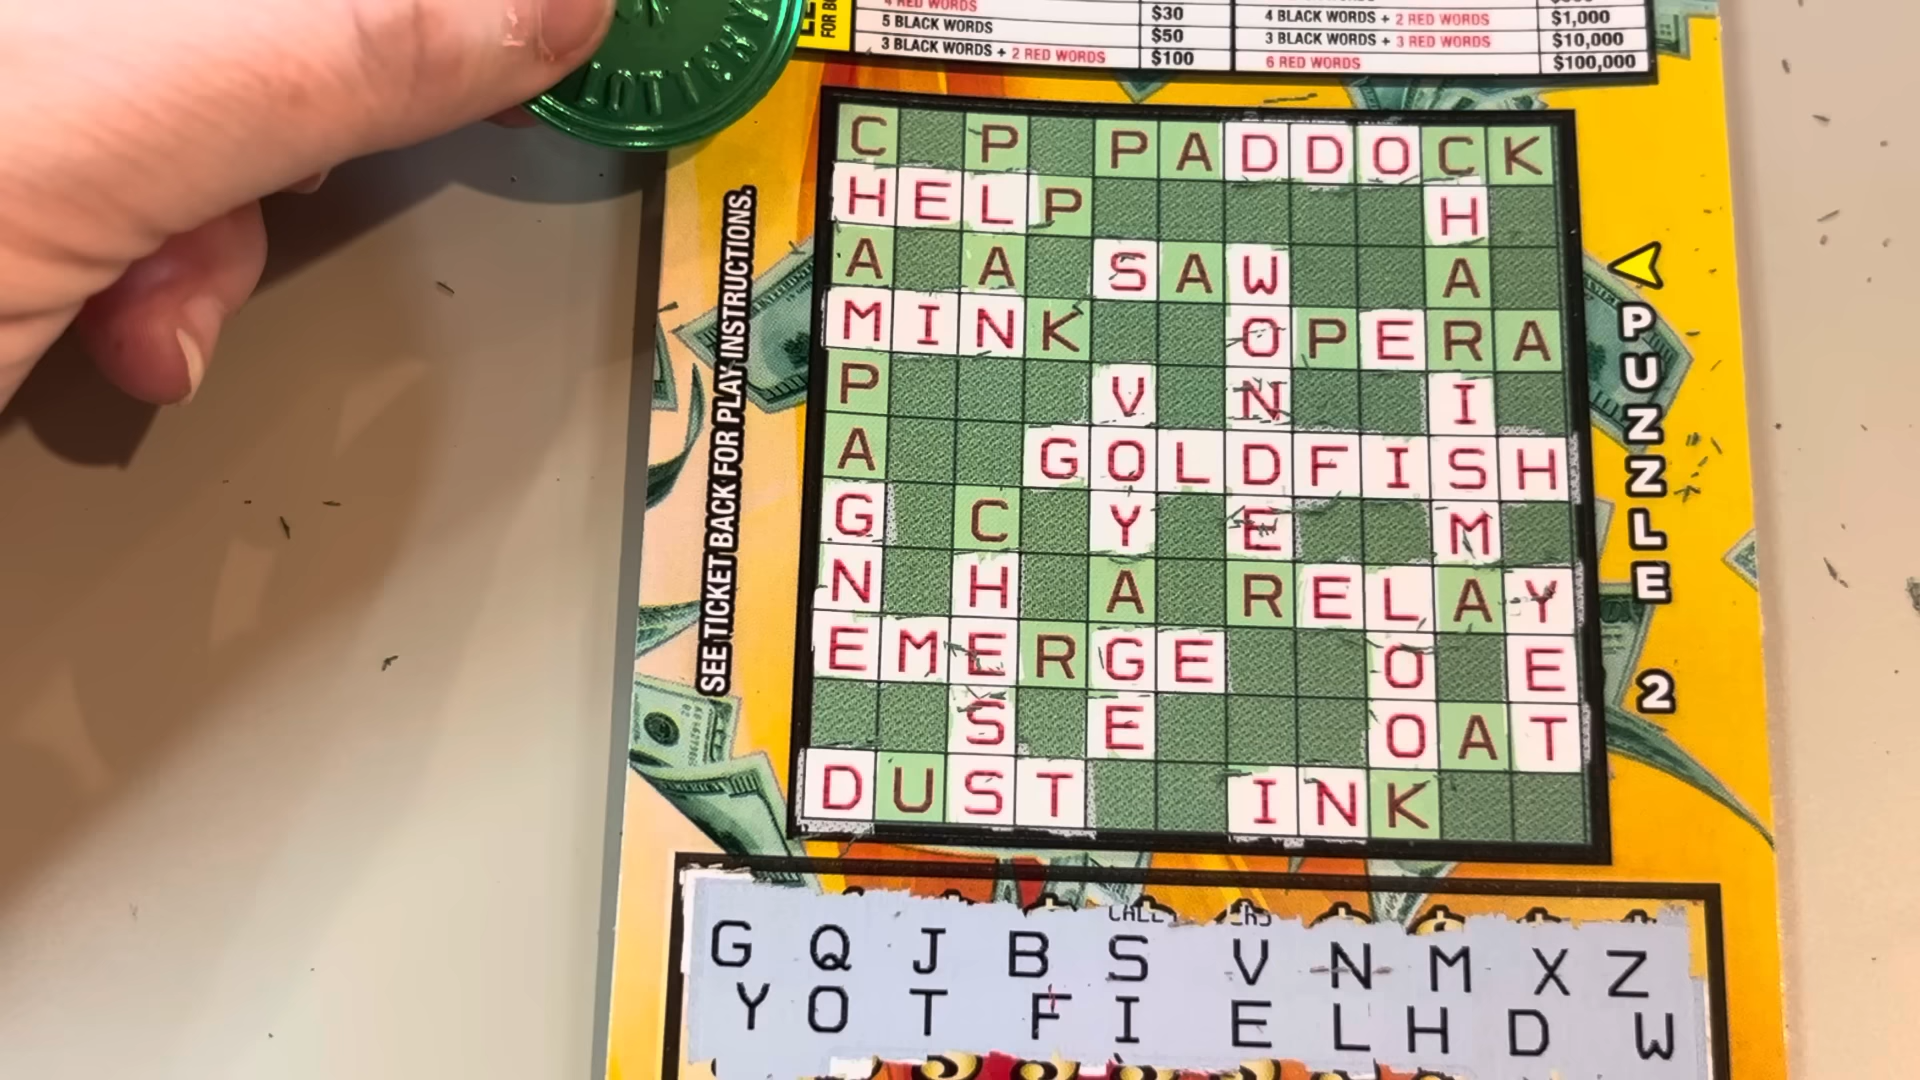 4 RED WORDS
5 BLACK WORDS $30
3 BLACK WORDS + 2 RED WORDS $50
$100
4 BLACK WORDS + 2 RED WORDS $1,000
3 BLACK WORDS + 3 RED WORDS $10,000
6 RED WORDS $100,000
FOR B
SEE TICKET BACK FOR PLAY INSTRUCTIONS.
C P PADDOCK
HELP H
A A SAW A
MINK OPERA
P V N I
A GOLDFISH
G C Y E M
N H A RELAY
EMERGE O E
S E OAT
DUST INK
PUZZLE 2
CALL
G Q J B S V N M X Z
Y O T F I E L H D W